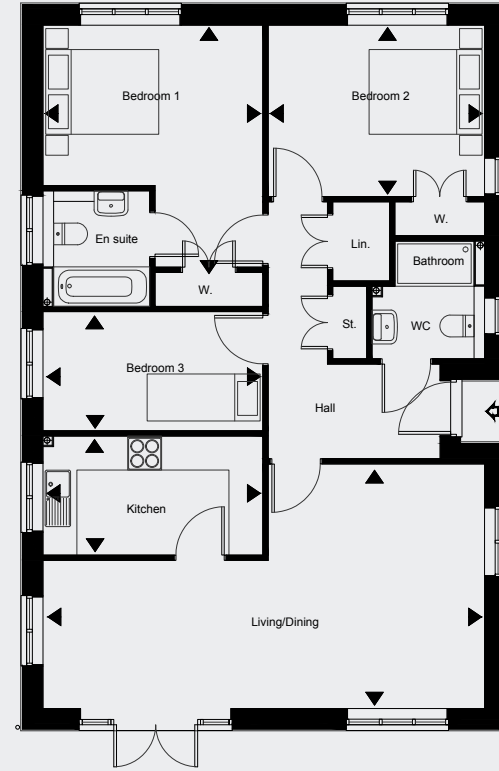 Bedroom 1
Bedroom 2
W.
En suite
Lin.
Bathroom
W.
St.
WC
Bedroom 3
Hall
Kitchen
Living/Dining